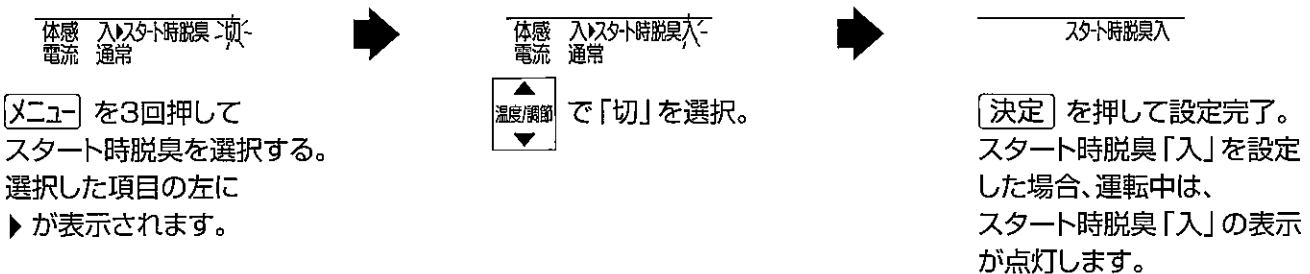 体感 入▶スタート時脱臭 切
電流 通常
メニュー を3回押して
スタート時脱臭を選択する。
選択した項目の左に
▶ が表示されます。
体感 入▶スタート時脱臭入
電流 通常
▲
温度/調節 で「切」を選択。
▼
スタート時脱臭入
決定 を押して設定完了。
スタート時脱臭「入」を設定
した場合、運転中は、
スタート時脱臭「入」の表示
が点灯します。